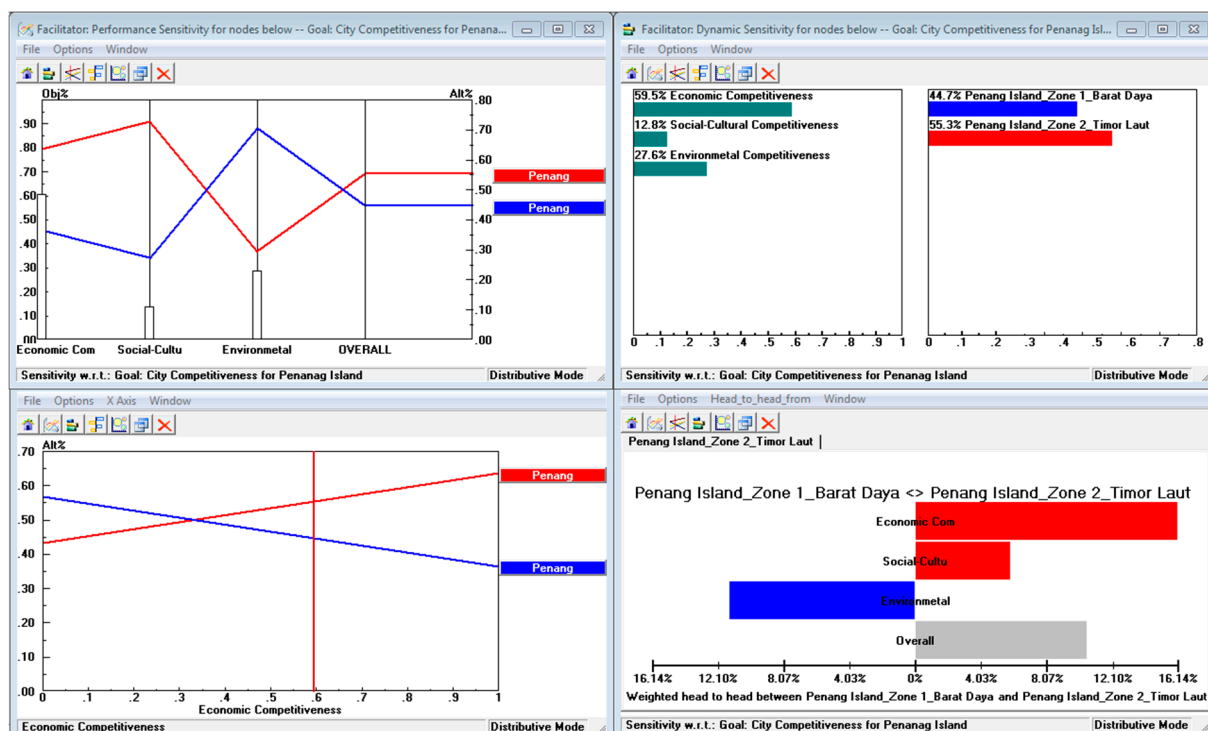 Facilitator: Performance Sensitivity for nodes below -- Goal: City Competitiveness for Penana...
File Options Window
Obj%
Alt%
.90
.80
.70
.60
.50
.40
.30
.20
.10
.00
.80
.70
.60
.50
.40
.30
.20
.10
.00
Penang
Penang
Economic Com Social-Cultu Environmetal OVERALL
Sensitivity w.r.t.: Goal: City Competitiveness for Penanag Island
Distributive Mode
Facilitator: Dynamic Sensitivity for nodes below -- Goal: City Competitiveness for Penanag Isl...
File Options Window
59.5% Economic Competitiveness
12.8% Social-Cultural Competitiveness
27.6% Environmetal Competitiveness
0 .1 .2 .3 .4 .5 .6 .7 .8 .9 1
44.7% Penang Island_Zone 1_Barat Daya
55.3% Penang Island_Zone 2_Timor Laut
0 .1 .2 .3 .4 .5 .6 .7 .8
Sensitivity w.r.t.: Goal: City Competitiveness for Penanag Island
Distributive Mode
File Options X Axis Window
Alt%
.70
.60
.50
.40
.30
.20
.10
.00
Penang
Penang
0 .1 .2 .3 .4 .5 .6 .7 .8 .9 1
Economic Competitiveness
Economic Competitiveness
Distributive Mode
File Options Head_to_head_from Window
Penang Island_Zone 2_Timor Laut
Penang Island_Zone 1_Barat Daya <> Penang Island_Zone 2_Timor Laut
Economic Com
Social-Cultu
Environmetal
Overall
16.14% 12.10% 8.07% 4.03% 0% 4.03% 8.07% 12.10% 16.14%
Weighted head to head between Penang Island_Zone 1_Barat Daya and Penang Island_Zone 2_Timor Laut
Sensitivity w.r.t.: Goal: City Competitiveness for Penanag Island
Distributive Mode